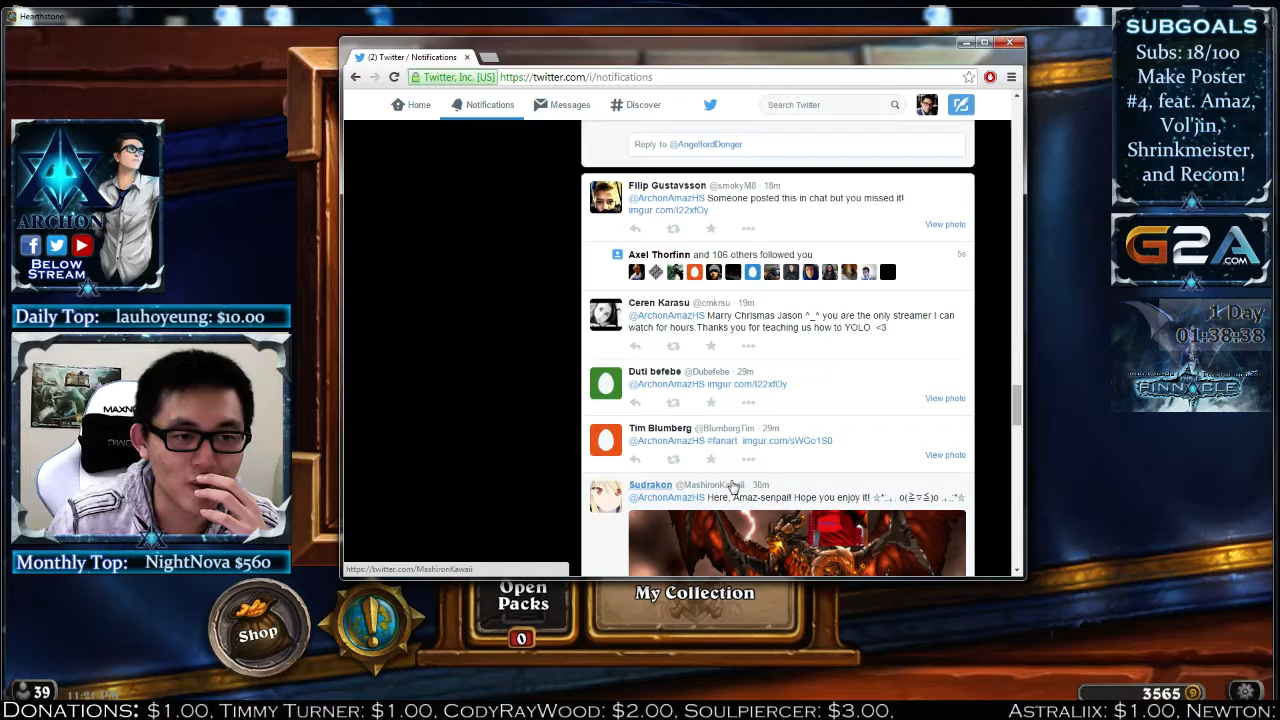 Hearthstone
(2) Twitter / Notifications
Twitter, Inc. [US]
https://twitter.com/i/notifications
Home
Notifications
Messages
Discover
Search Twitter
Reply to @AngelfordDonger
Filip Gustavsson @smokyM8 · 18m
@ArchonAmazHS Someone posted this in chat but you missed it!
imgur.com/I22xfOy
View photo
Axel Thorfinn and 106 others followed you
5s
Ceren Karasu @cmkrsu · 19m
@ArchonAmazHS Marry Chrismas Jason ^_^ you are the only streamer I can
watch for hours.Thanks you for teaching us how to YOLO <3
Duti befebe @Dubefebe · 29m
@ArchonAmazHS imgur.com/I22xfOy
View photo
Tim Blumberg @BlumbergTim · 29m
@ArchonAmazHS #fanart imgur.com/sWGo1S0
View photo
Sudrakon @MashironKawaii · 30m
@ArchonAmazHS Here, Amaz-senpai! Hope you enjoy it! ☆*:.｡. o(≧▽≦)o .｡.:*☆
https://twitter.com/MashironKawaii
ARCHON
BELOW
STREAM
Daily Top: lauhoyeung: $10.00
MAXNO
Monthly Top: NightNova $560
SUBGOALS
Subs: 18/100
Make Poster
#4, feat. Amaz,
Vol'jin,
Shrinkmeister,
and Recom!
G2A.COM
1 Day
01:38:38
PINNACLE
Shop
Open
Packs
0
My Collection
39
11:21 PM
3565
DONATIONS: $1.00, TIMMY TURNER: $1.00, CODYRAYWOOD: $2.00, SOULPIERCER: $3.00, ASTRALIIX: $1.00, NEWTON: